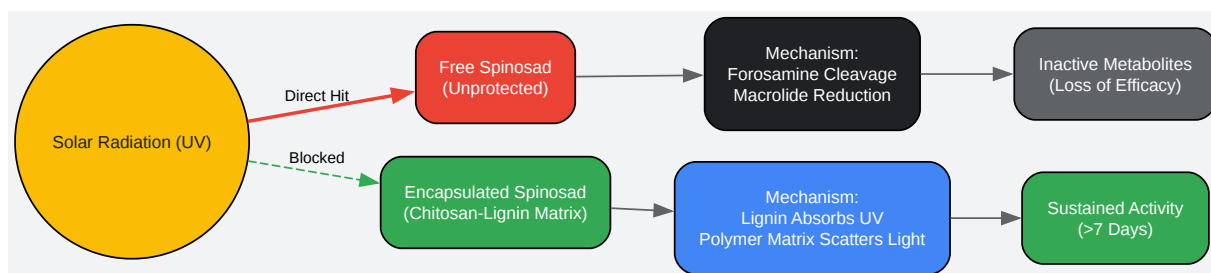 Solar Radiation (UV)
Direct Hit
Free Spinosad
(Unprotected)
Mechanism:
Forosamine Cleavage
Macrolide Reduction
Inactive Metabolites
(Loss of Efficacy)
Blocked
Encapsulated Spinosad
(Chitosan-Lignin Matrix)
Mechanism:
Lignin Absorbs UV
Polymer Matrix Scatters Light
Sustained Activity
(>7 Days)